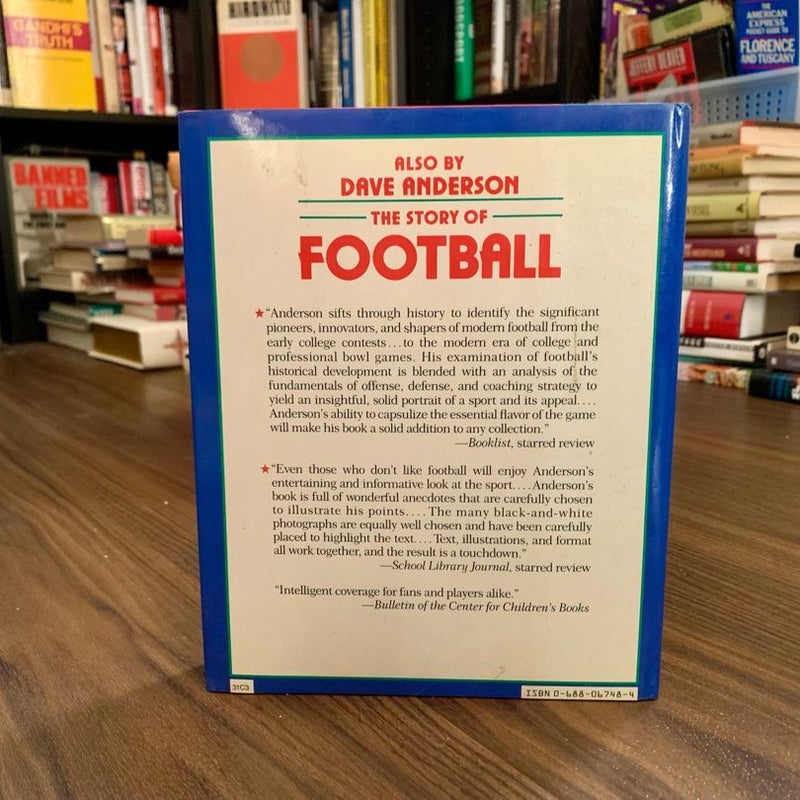 GANDHI'S
TRUTH
HIROHITO
JEFFERY DEAVER
THE
AMERICAN
EXPRESS
POCKET GUIDE TO
FLORENCE
AND TUSCANY
BANNED
FILMS
ALSO BY
DAVE ANDERSON
THE STORY OF
FOOTBALL
★“Anderson sifts through history to identify the significant
pioneers, innovators, and shapers of modern football from the
early college contests...to the modern era of college and
professional bowl games. His examination of football’s
historical development is blended with an analysis of the
fundamentals of offense, defense, and coaching strategy to
yield an insightful, solid portrait of a sport and its appeal....
Anderson’s ability to capsulize the essential flavor of the game
will make his book a solid addition to any collection.”
—Booklist, starred review
★“Even those who don’t like football will enjoy Anderson’s
entertaining and informative look at the sport....Anderson’s
book is full of wonderful anecdotes that are carefully chosen
to illustrate his points....The many black-and-white
photographs are equally well chosen and have been carefully
placed to highlight the text....Text, illustrations, and format
all work together, and the result is a touchdown.”
—School Library Journal, starred review
“Intelligent coverage for fans and players alike.”
—Bulletin of the Center for Children’s Books
31C3
ISBN 0-688-06748-4